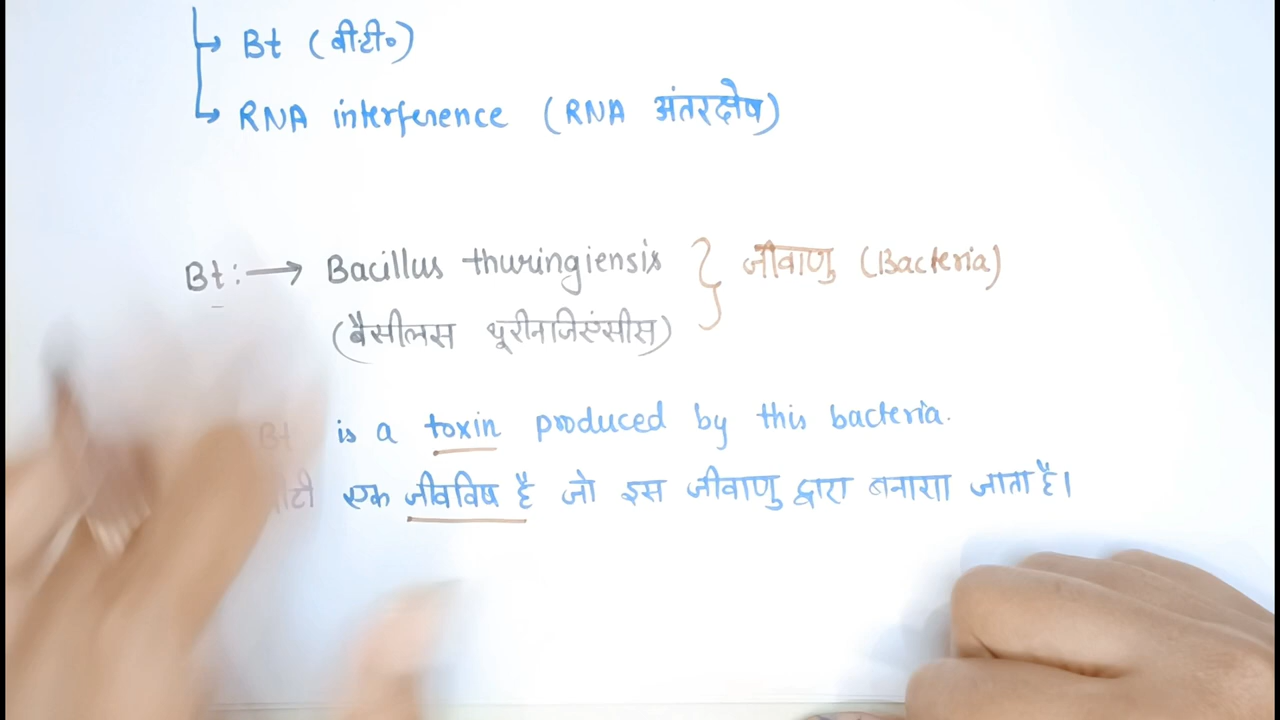 Bt (बी.टी॰)
RNA interference (RNA अंतरक्षेप)
Bt: → Bacillus thuringiensis } जीवाणु (Bacteria)
(बैसीलस थूरीनजिएंसीस)
Bt is a toxin produced by this bacteria.
एक जीवविष है जो इस जीवाणु द्वारा बनाया जाता है।